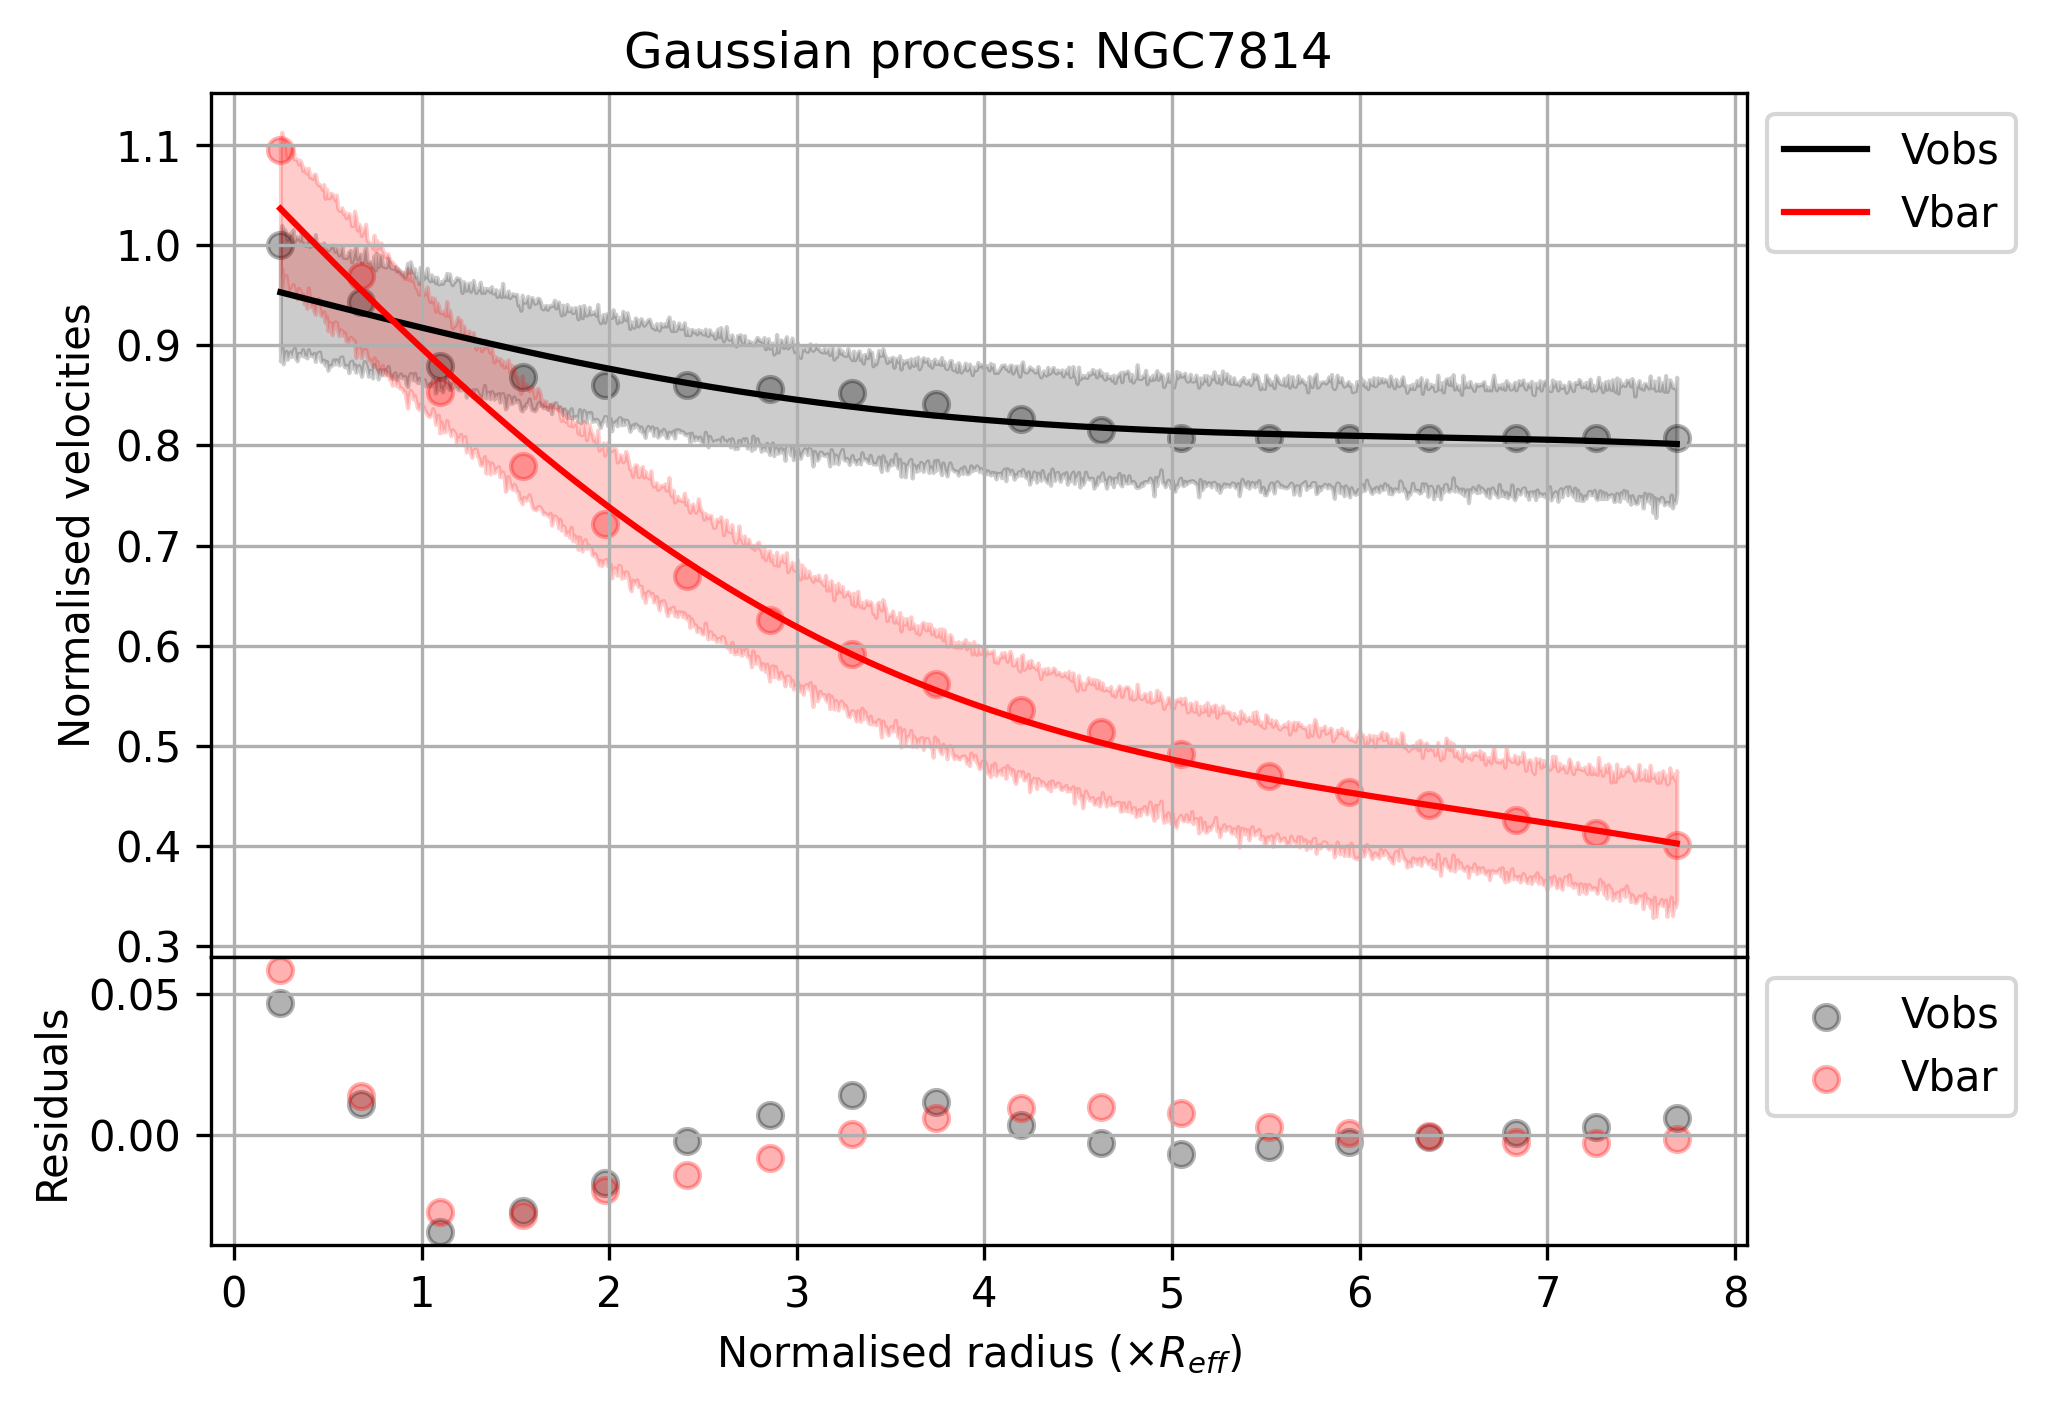 Gaussian process: NGC7814
1.1
1.0
0.9
0.8
0.7
0.6
0.5
0.4
0.3
Normalised velocities
Vobs
Vbar
0.05
0.00
Residuals
Vobs
Vbar
0 1 2 3 4 5 6 7 8
Normalised radius (×R_eff)